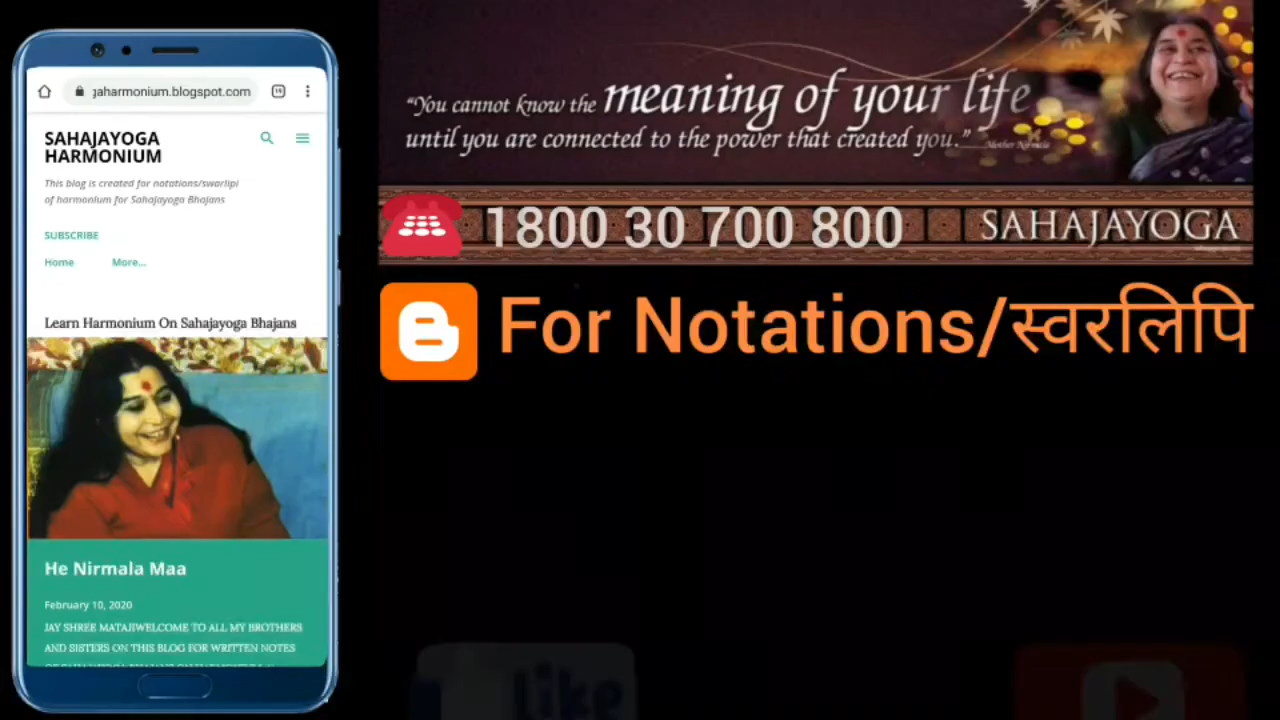 gaharmonium.blogspot.com
SAHAJAYOGA
HARMONIUM
This blog is created for notations/swarlipi
of harmonium for Sahajayoga Bhajans
SUBSCRIBE
Home More...
Learn Harmonium On Sahajayoga Bhajans
He Nirmala Maa
February 10, 2020
JAY SHREE MATAJIWELCOME TO ALL MY BROTHERS
AND SISTERS ON THIS BLOG FOR WRITTEN NOTES
“You cannot know the meaning of your life
until you are connected to the power that created you.”
......Mother Nirmala
1800 30 700 800 SAHAJAYOGA
For Notations/स्वरलिपि
Like